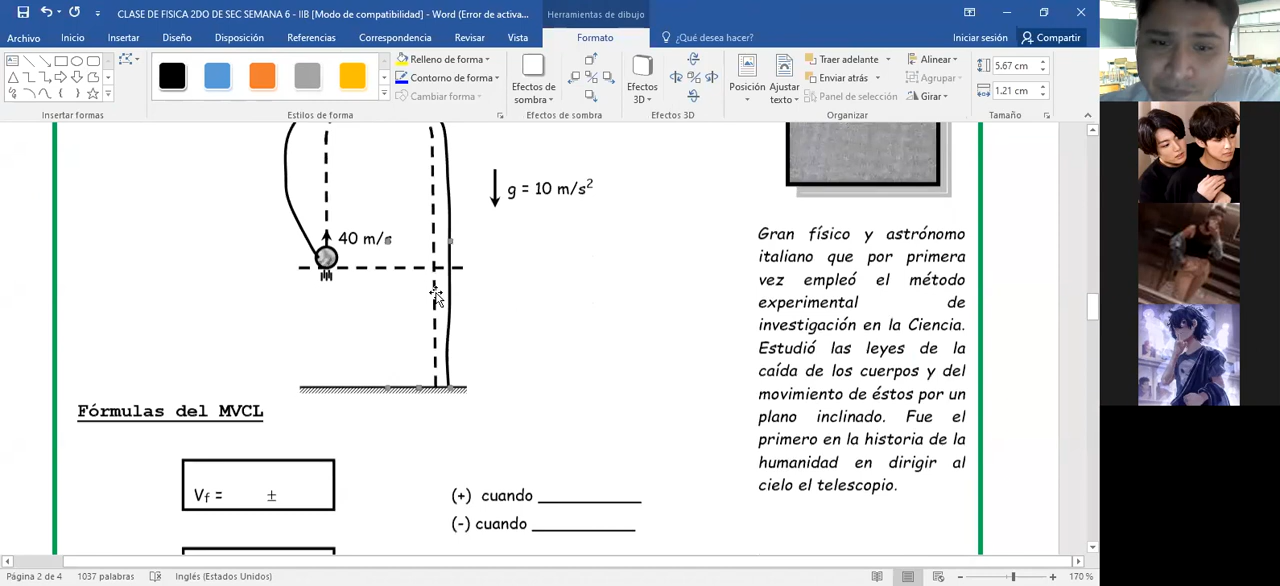 CLASE DE FISICA 2DO DE SEC SEMANA 6 - IIB [Modo de compatibilidad] - Word (Error de activa...
Herramientas de dibujo
Archivo Inicio Insertar Diseño Disposición Referencias Correspondencia Revisar Vista Formato ¿Qué desea hacer? Iniciar sesión Compartir
Relleno de forma
Contorno de forma
Cambiar forma
Efectos de sombra
Efectos 3D
Posición
Ajustar texto
Traer adelante
Enviar atrás
Panel de selección
Alinear
Agrupar
Girar
5.67 cm
1.21 cm
Insertar formas Estilos de forma Efectos de sombra Efectos 3D Organizar Tamaño
g = 10 m/s²
40 m/s
Gran físico y astrónomo
italiano que por primera
vez empleó el método
experimental de
investigación en la Ciencia.
Estudió las leyes de la
caída de los cuerpos y del
movimiento de éstos por un
plano inclinado. Fue el
primero en la historia de la
humanidad en dirigir al
cielo el telescopio.
Fórmulas del MVCL
Vf = ±
(+) cuando ____________
(-) cuando ____________
Página 2 de 4 1037 palabras Inglés (Estados Unidos) 170 %